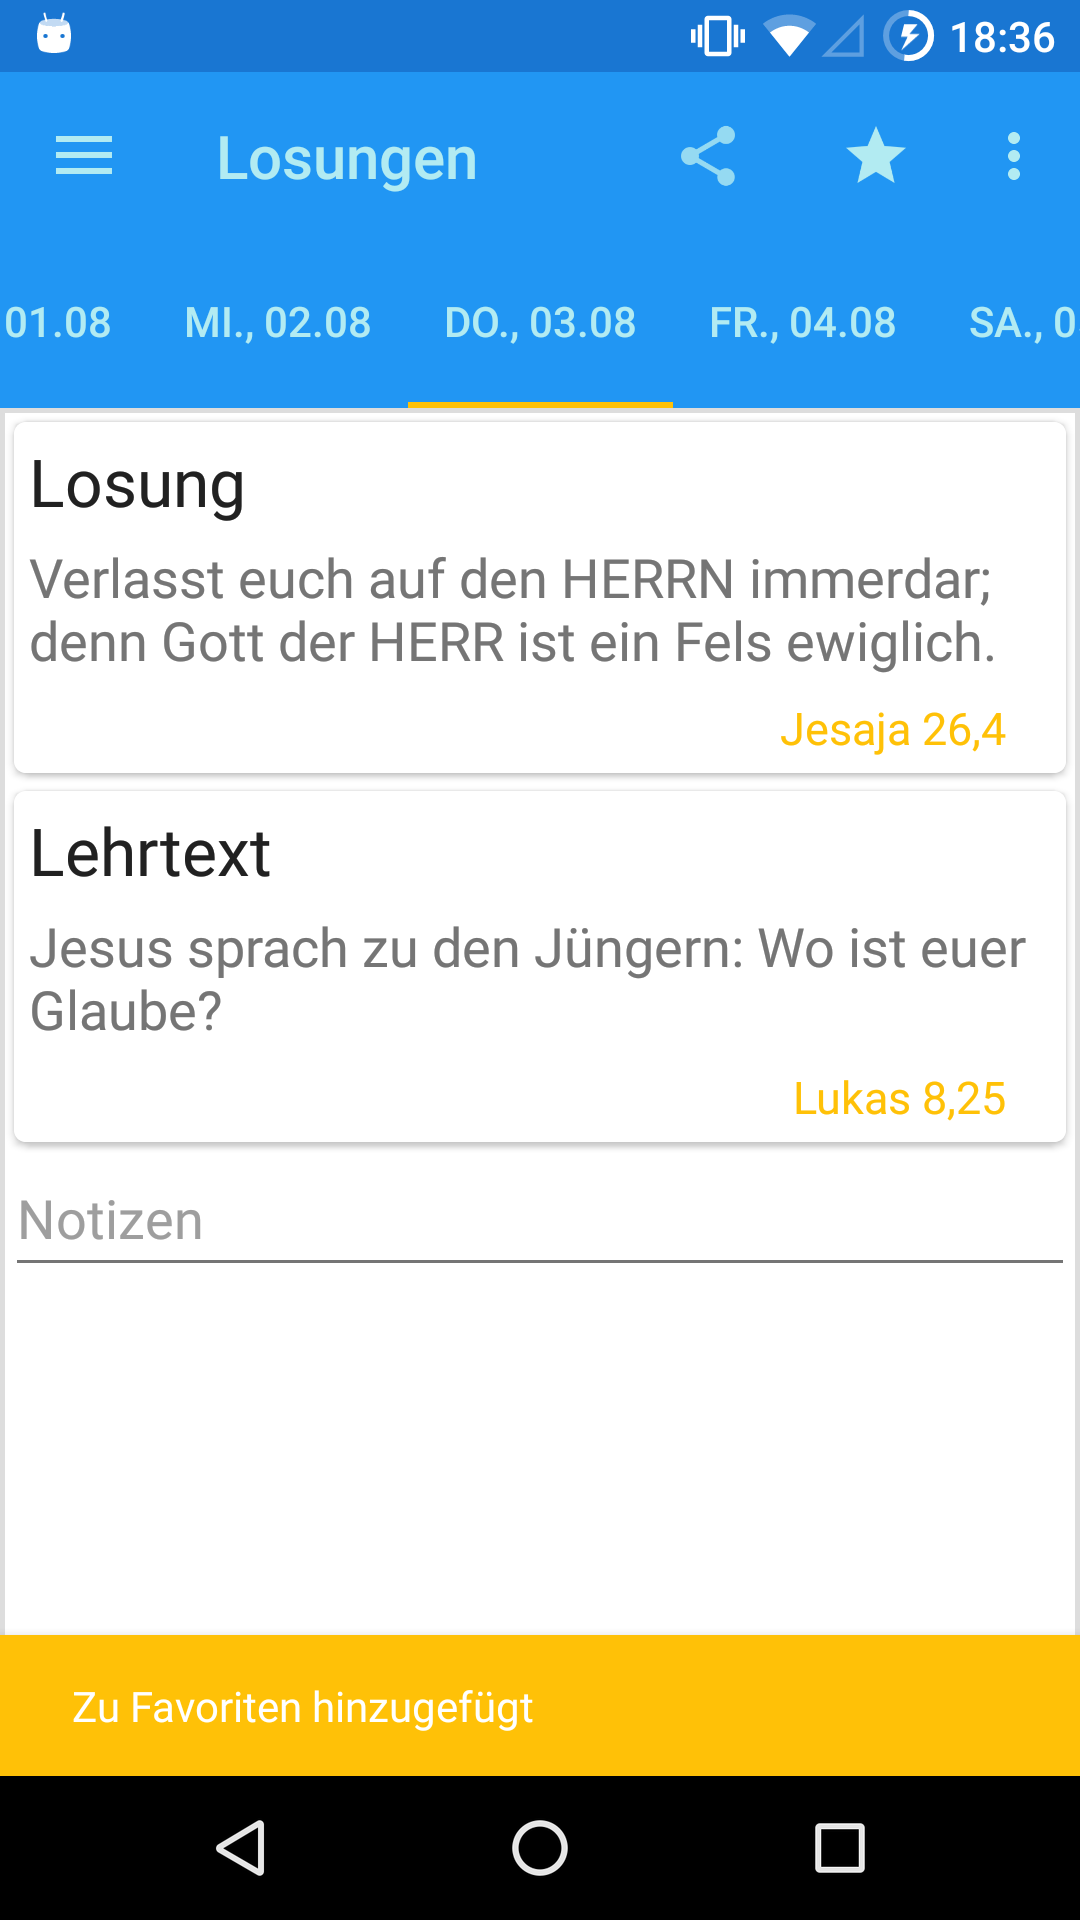 18:36
Losungen
01.08 MI., 02.08 DO., 03.08 FR., 04.08 SA., 0
Losung
Verlasst euch auf den HERRN immerdar;
denn Gott der HERR ist ein Fels ewiglich.
Jesaja 26,4
Lehrtext
Jesus sprach zu den Jüngern: Wo ist euer
Glaube?
Lukas 8,25
Notizen
Zu Favoriten hinzugefügt